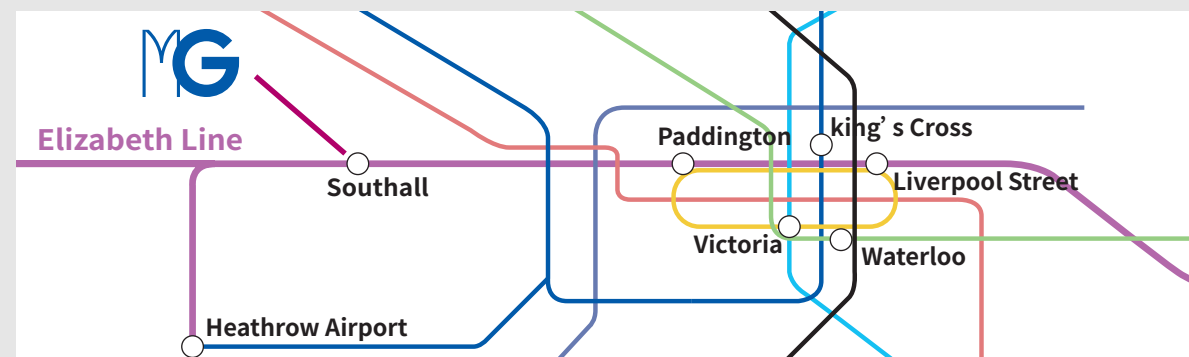 MG
Elizabeth Line
Paddington
king’ s Cross
Southall
Liverpool Street
Victoria
Waterloo
Heathrow Airport